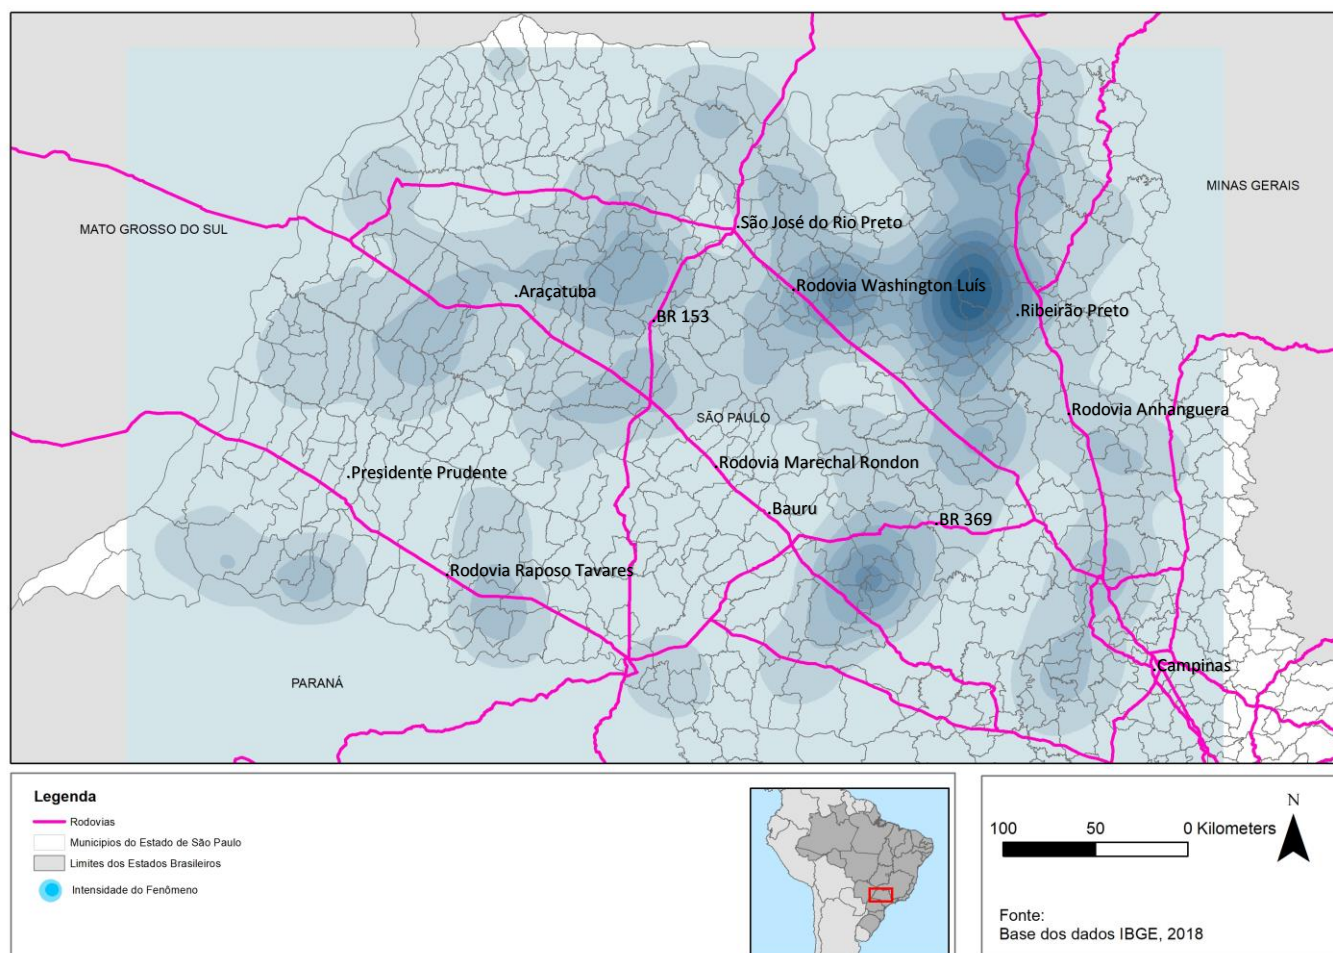 MINAS GERAIS
MATO GROSSO DO SUL
.São José do Rio Preto
.Araçatuba
.Rodovia Washington Luís
.BR 153
.Ribeirão Preto
SÃO PAULO
.Rodovia Anhanguera
.Presidente Prudente
.Rodovia Marechal Rondon
.Bauru
.BR 369
.Rodovia Raposo Tavares
.Campinas
PARANÁ
Legenda
Rodovias
Municipios do Estado de São Paulo
Limites dos Estados Brasileiros
Intensidade do Fenômeno
N
100 50 0 Kilometers
Fonte:
Base dos dados IBGE, 2018